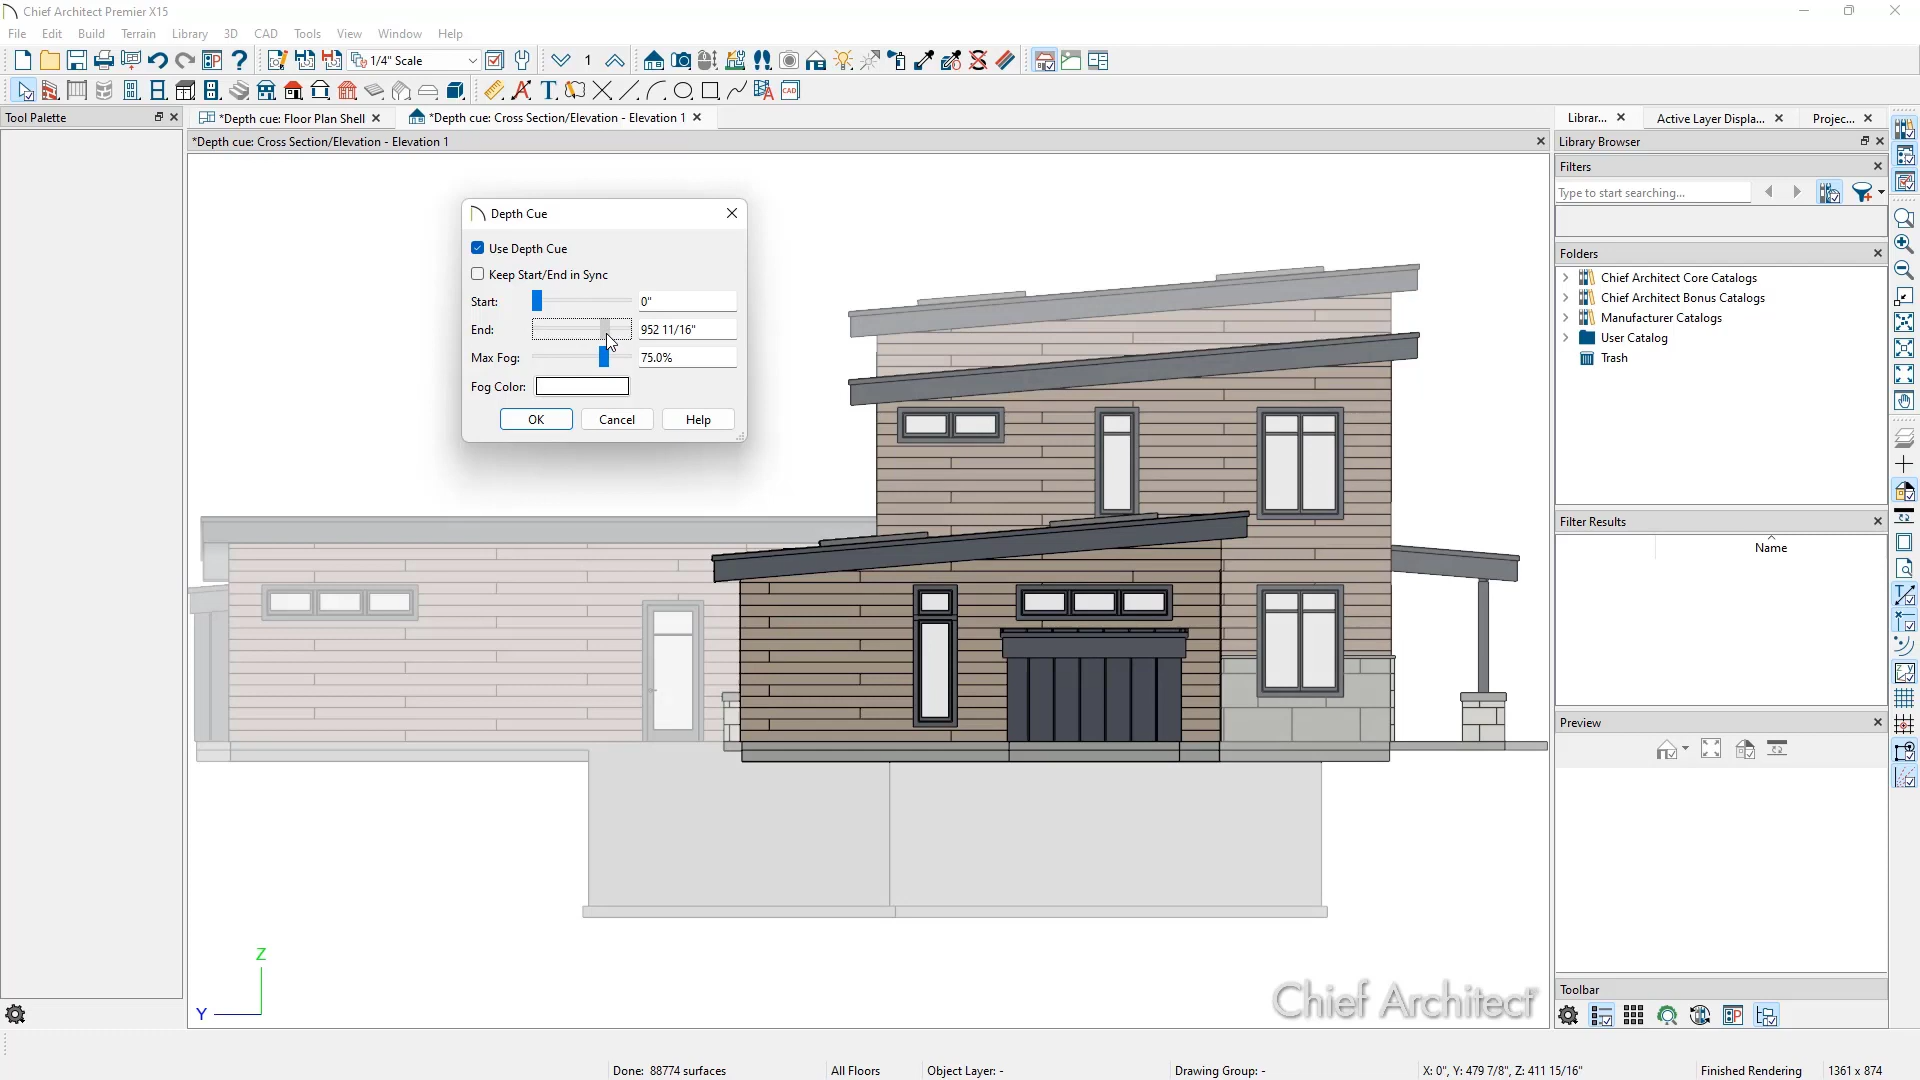 Chief Architect Premier X15
File Edit Build Terrain Library 3D CAD Tools View Window Help
1/4" Scale
1
CAD
Tool Palette
*Depth cue: Floor Plan Shell
*Depth cue: Cross Section/Elevation - Elevation 1
Librar...
Active Layer Displa...
Projec...
*Depth cue: Cross Section/Elevation - Elevation 1
Library Browser
Filters
Type to start searching...
Folders
Chief Architect Core Catalogs
Chief Architect Bonus Catalogs
Manufacturer Catalogs
User Catalog
Trash
Filter Results
Name
Preview
Toolbar
Depth Cue
Use Depth Cue
Keep Start/End in Sync
Start: 0"
End: 952 11/16"
Max Fog: 75.0%
Fog Color:
OK Cancel Help
Z
Y
Chief Architect
Done: 88774 surfaces
All Floors
Object Layer: -
Drawing Group: -
X: 0", Y: 479 7/8", Z: 411 15/16"
Finished Rendering
1361 x 874